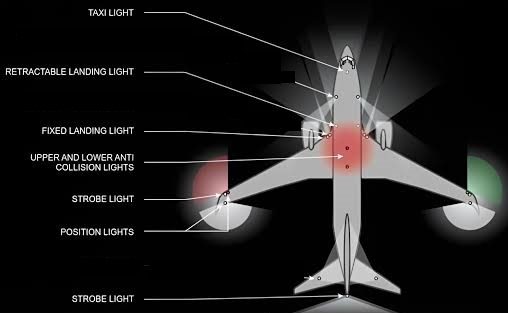 TAXI LIGHT
RETRACTABLE LANDING LIGHT
FIXED LANDING LIGHT
UPPER AND LOWER ANTI
COLLISION LIGHTS
STROBE LIGHT
POSITION LIGHTS
STROBE LIGHT